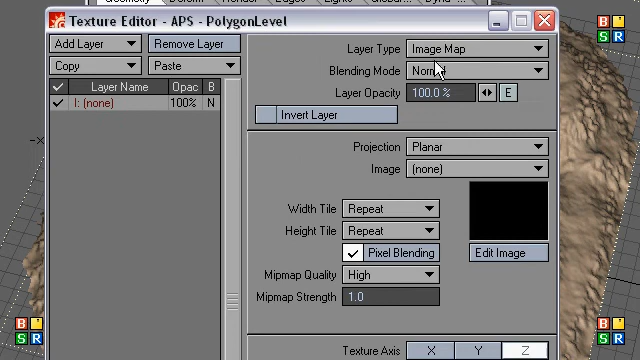 Texture Editor - APS - PolygonLevel
Add Layer
Remove Layer
Copy
Paste
Layer Name
Opac
B
I: (none)
100%
N
Layer Type
Image Map
Blending Mode
Layer Opacity
100.0 %
E
Invert Layer
Projection
Planar
Image
(none)
Width Tile
Repeat
Height Tile
Repeat
Pixel Blending
Edit Image
Mipmap Quality
High
Mipmap Strength
1.0
Texture Axis
X
Y
Z
-X
B
S R
B
S R
B
S R
B
S R